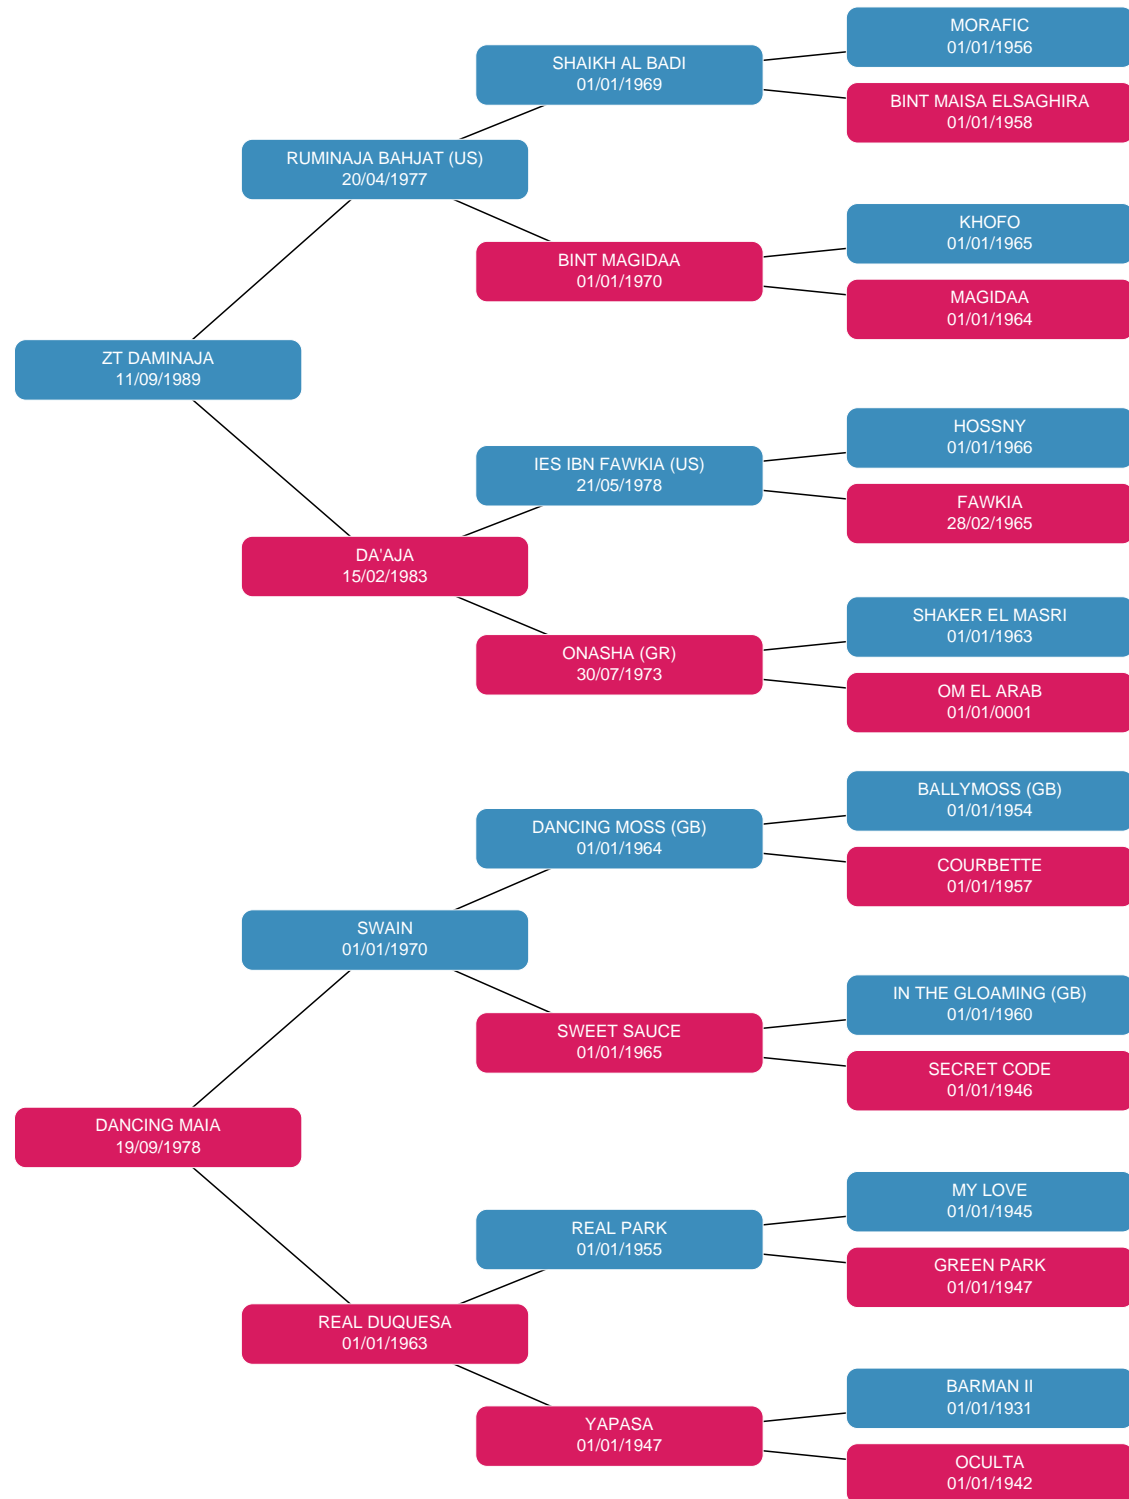 MORAFIC
01/01/1956
SHAIKH AL BADI
01/01/1969
BINT MAISA ELSAGHIRA
01/01/1958
RUMINAJA BAHJAT (US)
20/04/1977
KHOFO
01/01/1965
BINT MAGIDAA
01/01/1970
MAGIDAA
01/01/1964
ZT DAMINAJA
11/09/1989
HOSSNY
01/01/1966
IES IBN FAWKIA (US)
21/05/1978
FAWKIA
28/02/1965
DA'AJA
15/02/1983
SHAKER EL MASRI
01/01/1963
ONASHA (GR)
30/07/1973
OM EL ARAB
01/01/0001
BALLYMOSS (GB)
01/01/1954
DANCING MOSS (GB)
01/01/1964
COURBETTE
01/01/1957
SWAIN
01/01/1970
IN THE GLOAMING (GB)
01/01/1960
SWEET SAUCE
01/01/1965
SECRET CODE
01/01/1946
DANCING MAIA
19/09/1978
MY LOVE
01/01/1945
REAL PARK
01/01/1955
GREEN PARK
01/01/1947
REAL DUQUESA
01/01/1963
BARMAN II
01/01/1931
YAPASA
01/01/1947
OCULTA
01/01/1942